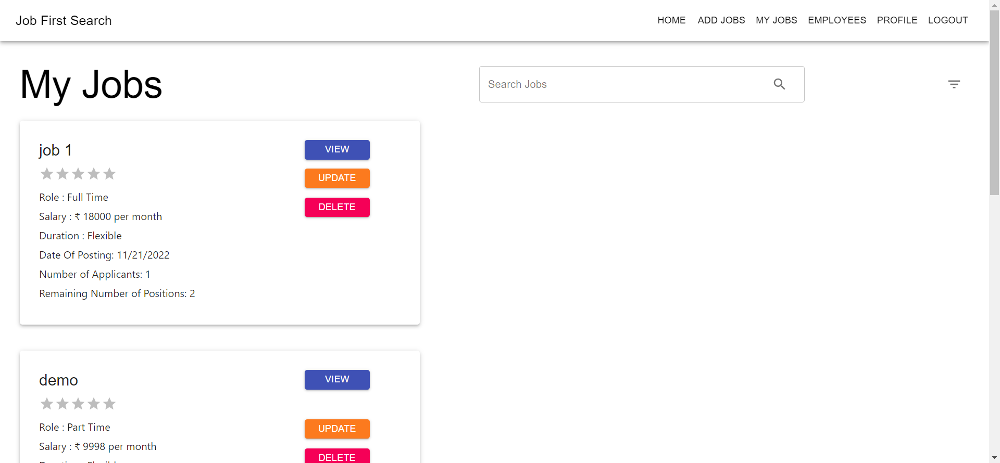 Job First Search
HOME ADD JOBS MY JOBS EMPLOYEES PROFILE LOGOUT
My Jobs
Search Jobs
job 1
VIEW
UPDATE
DELETE
Role : Full Time
Salary : ₹ 18000 per month
Duration : Flexible
Date Of Posting: 11/21/2022
Number of Applicants: 1
Remaining Number of Positions: 2
demo
VIEW
UPDATE
DELETE
Role : Part Time
Salary : ₹ 9998 per month